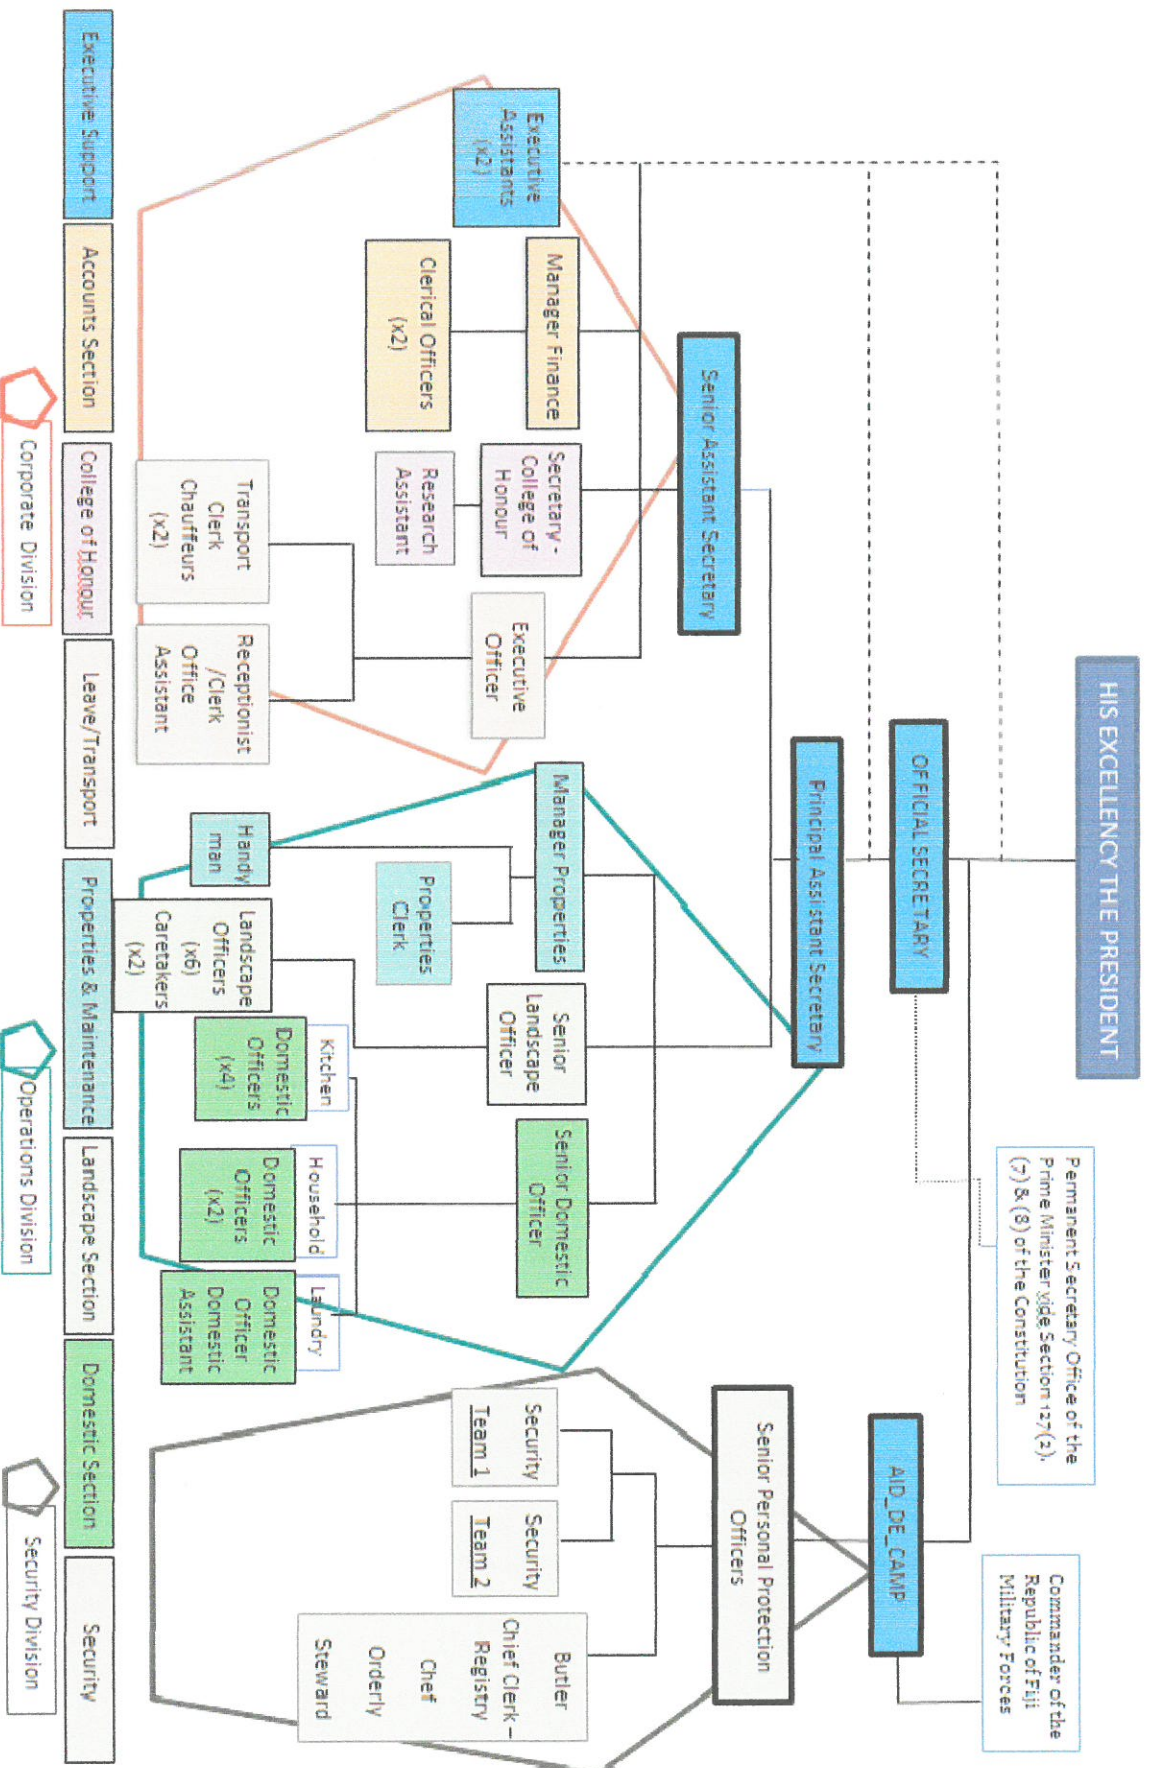 HIS EXCELLENCY THE PRESIDENT
OFFICIAL SECRETARY
Permanent Secretary Office of the
Prime Minister vide Section 127(2),
(7) & (8) of the Constitution
AID_DE_CAMP
Commander of the
Republic of Fiji
Military Forces
Principal Assistant Secretary
Senior Assistant Secretary
Senior Personal Protection
Officers
Executive
Assistants
(x2)
Manager Finance
Clerical Officers
(x2)
Secretary -
College of
Honour
Research
Assistant
Executive
Officer
Transport
Clerk
Chauffeurs
(x2)
Receptionist
/Clerk
Office
Assistant
Manager Properties
Properties
Clerk
Handy
man
Senior
Landscape
Officer
Landscape
Officers
(x6)
Caretakers
(x2)
Senior Domestic
Officer
Kitchen
Domestic
Officers
(x4)
Household
Domestic
Officers
(x2)
Laundry
Domestic
Officer
Domestic
Assistant
Security
Team 1
Security
Team 2
Butler
Chief Clerk –
Registry
Chef
Orderly
Steward
Executive Support
Accounts Section
College of Honour
Leave/Transport
Properties & Maintenance
Landscape Section
Domestic Section
Security
Corporate Division
Operations Division
Security Division